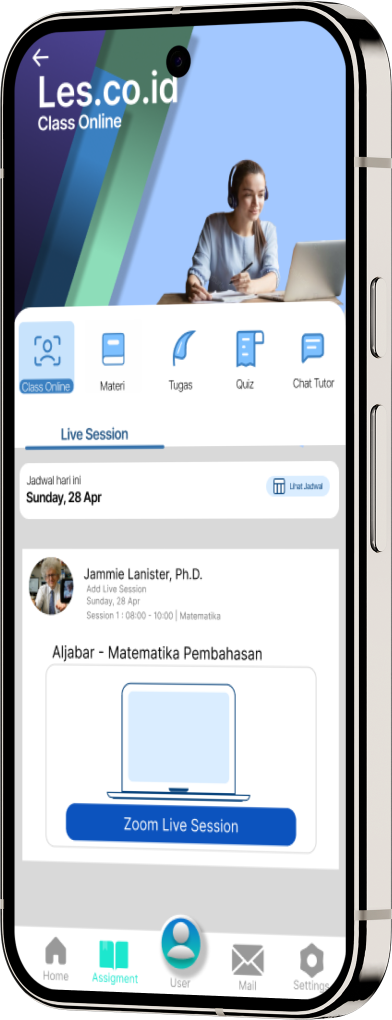 Les.co.id
Class Online
Class Online
Materi
Tugas
Quiz
Chat Tutor
Live Session
Jadwal hari ini
Sunday, 28 Apr
Lihat Jadwal
Jammie Lanister, Ph.D.
Add Live Session
Sunday, 28 Apr
Session 1 : 08:00 - 10:00 | Matematika
Aljabar - Matematika Pembahasan
Zoom Live Session
Home
Assigment
User
Mail
Settings